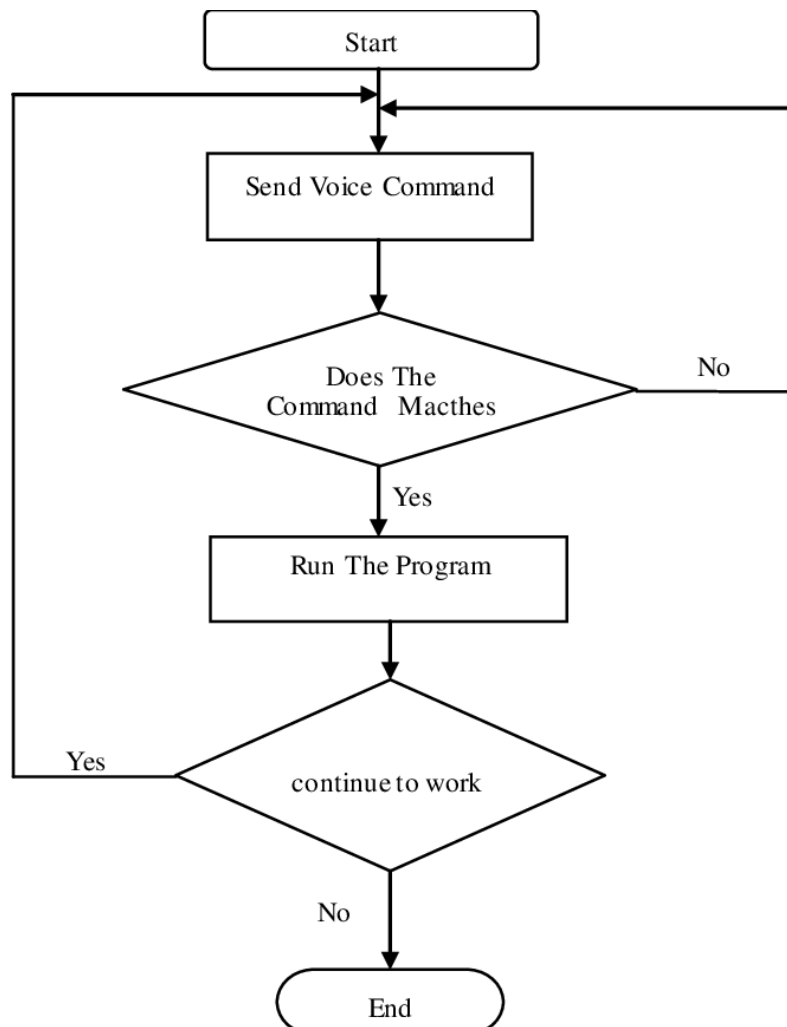 Start
Send Voice Command
Does The
Command Macthes
No
Yes
Run The Program
Yes
continue to work
No
End